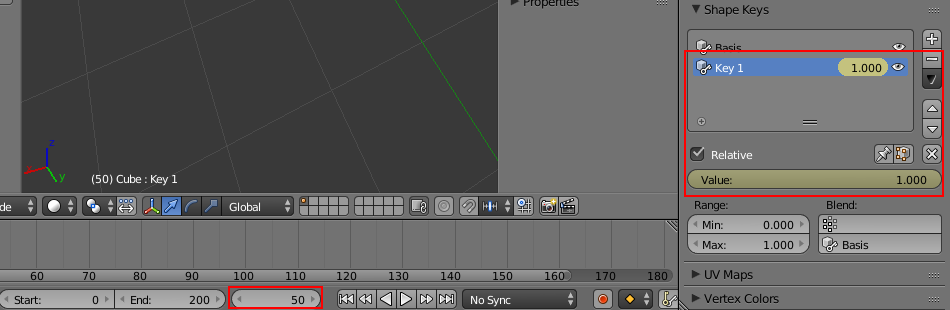 Properties
Shape Keys
Basis
Key 1 1.000
Relative
Value: 1.000
Range: Blend:
Min: 0.000
Max: 1.000 Basis
UV Maps
Vertex Colors
z
x
y
(50) Cube : Key 1
de Global
60 70 80 90 100 110 120 130 140 150 160 170 180
Start: 0 End: 200 50 No Sync